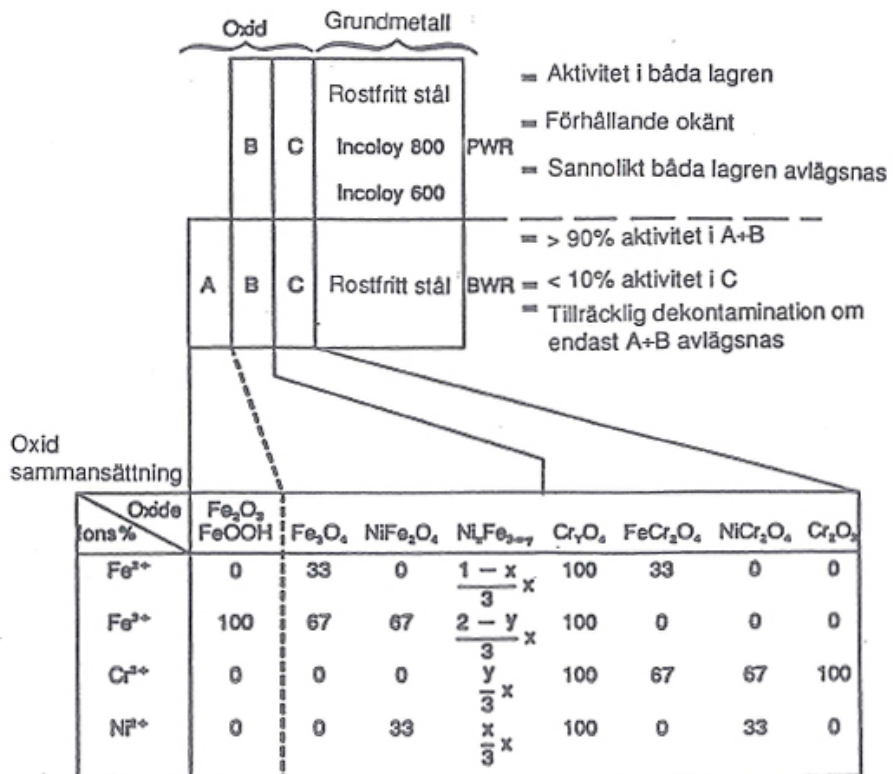 Oxid Grundmetall
B C Rostfritt stål Incoloy 800 Incoloy 600 PWR
= Aktivitet i båda lagren
= Förhållande okänt
= Sannolikt båda lagren avlägsnas
A B C Rostfritt stål BWR
= > 90% aktivitet i A+B
= < 10% aktivitet i C
= Tillräcklig dekontamination om
endast A+B avlägsnas
Oxid
sammansättning
Oxide Fe₂O₃
Ions% FeOOH Fe₃O₄ NiFe₂O₄ NiₓFe₃₌ᵧ CrᵧO₄ FeCr₂O₄ NiCr₂O₄ Cr₂O₃
Fe²⁺ 0 33 0 1 – x / 3 x 100 33 0 0
Fe³⁺ 100 67 67 2 – y / 3 x 100 0 0 0
Cr³⁺ 0 0 0 y / 3 x 100 67 67 100
Ni²⁺ 0 0 33 x / 3 x 100 0 33 0